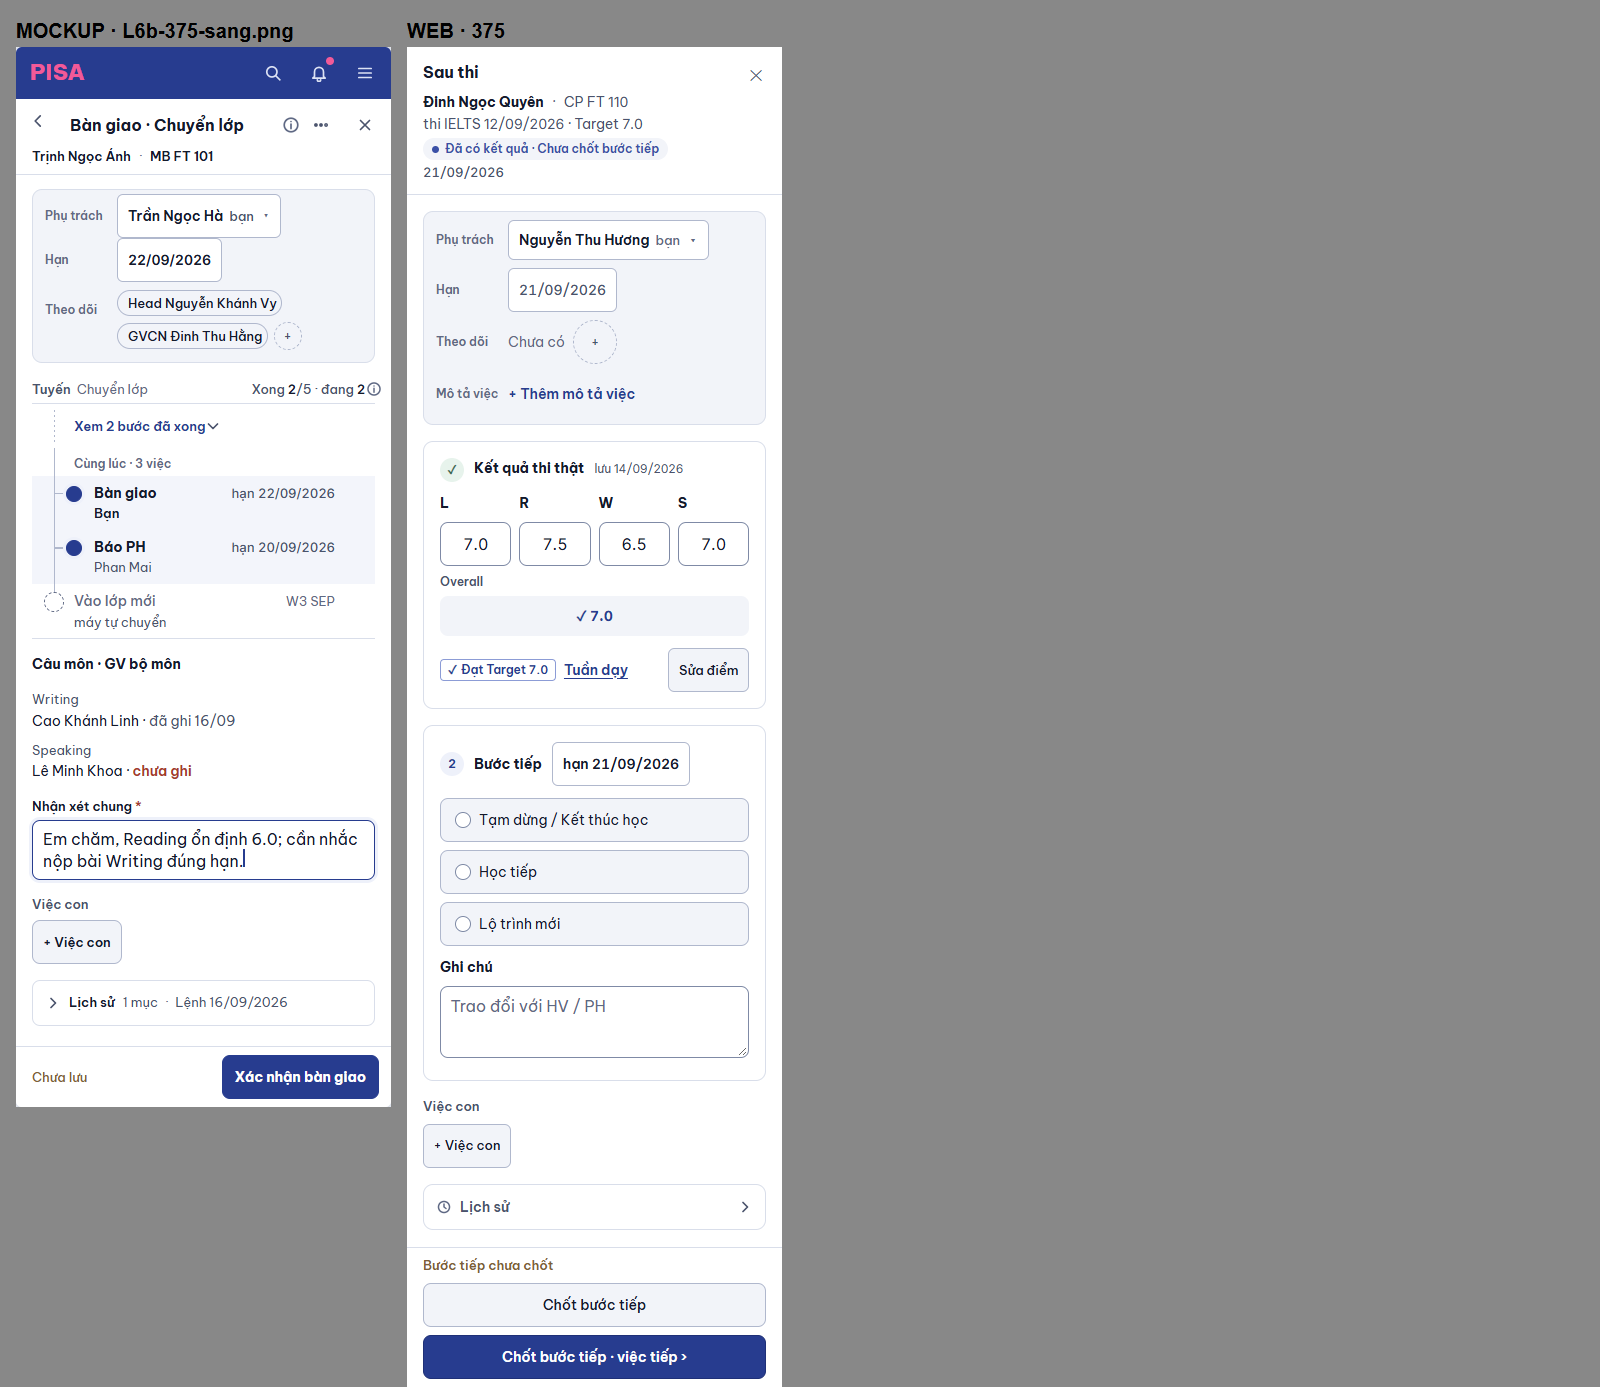 MOCKUP · L6b-375-sang.png
PISA
Bàn giao · Chuyển lớp
Trịnh Ngọc Ánh · MB FT 101
Phụ trách Trần Ngọc Hà bạn
Hạn 22/09/2026
Theo dõi Head Nguyễn Khánh Vy
GVCN Đinh Thu Hằng +
Tuyến Chuyển lớp Xong 2/5 · đang 2
Xem 2 bước đã xong
Cùng lúc · 3 việc
Bàn giao hạn 22/09/2026
Bạn
Báo PH hạn 20/09/2026
Phan Mai
Vào lớp mới W3 SEP
máy tự chuyển
Câu môn · GV bộ môn
Writing
Cao Khánh Linh · đã ghi 16/09
Speaking
Lê Minh Khoa · chưa ghi
Nhận xét chung *
Em chăm, Reading ổn định 6.0; cần nhắc
nộp bài Writing đúng hạn.
Việc con
+ Việc con
Lịch sử 1 mục · Lệnh 16/09/2026
Chưa lưu Xác nhận bàn giao
WEB · 375
Sau thi
Đinh Ngọc Quyên · CP FT 110
thi IELTS 12/09/2026 · Target 7.0
Đã có kết quả · Chưa chốt bước tiếp
21/09/2026
Phụ trách Nguyễn Thu Hương bạn
Hạn 21/09/2026
Theo dõi Chưa có +
Mô tả việc + Thêm mô tả việc
✓ Kết quả thi thật lưu 14/09/2026
L R W S
7.0 7.5 6.5 7.0
Overall
✓ 7.0
✓ Đạt Target 7.0 Tuần dạy Sửa điểm
2 Bước tiếp hạn 21/09/2026
Tạm dừng / Kết thúc học
Học tiếp
Lộ trình mới
Ghi chú
Trao đổi với HV / PH
Việc con
+ Việc con
Lịch sử
Bước tiếp chưa chốt
Chốt bước tiếp
Chốt bước tiếp · việc tiếp ›